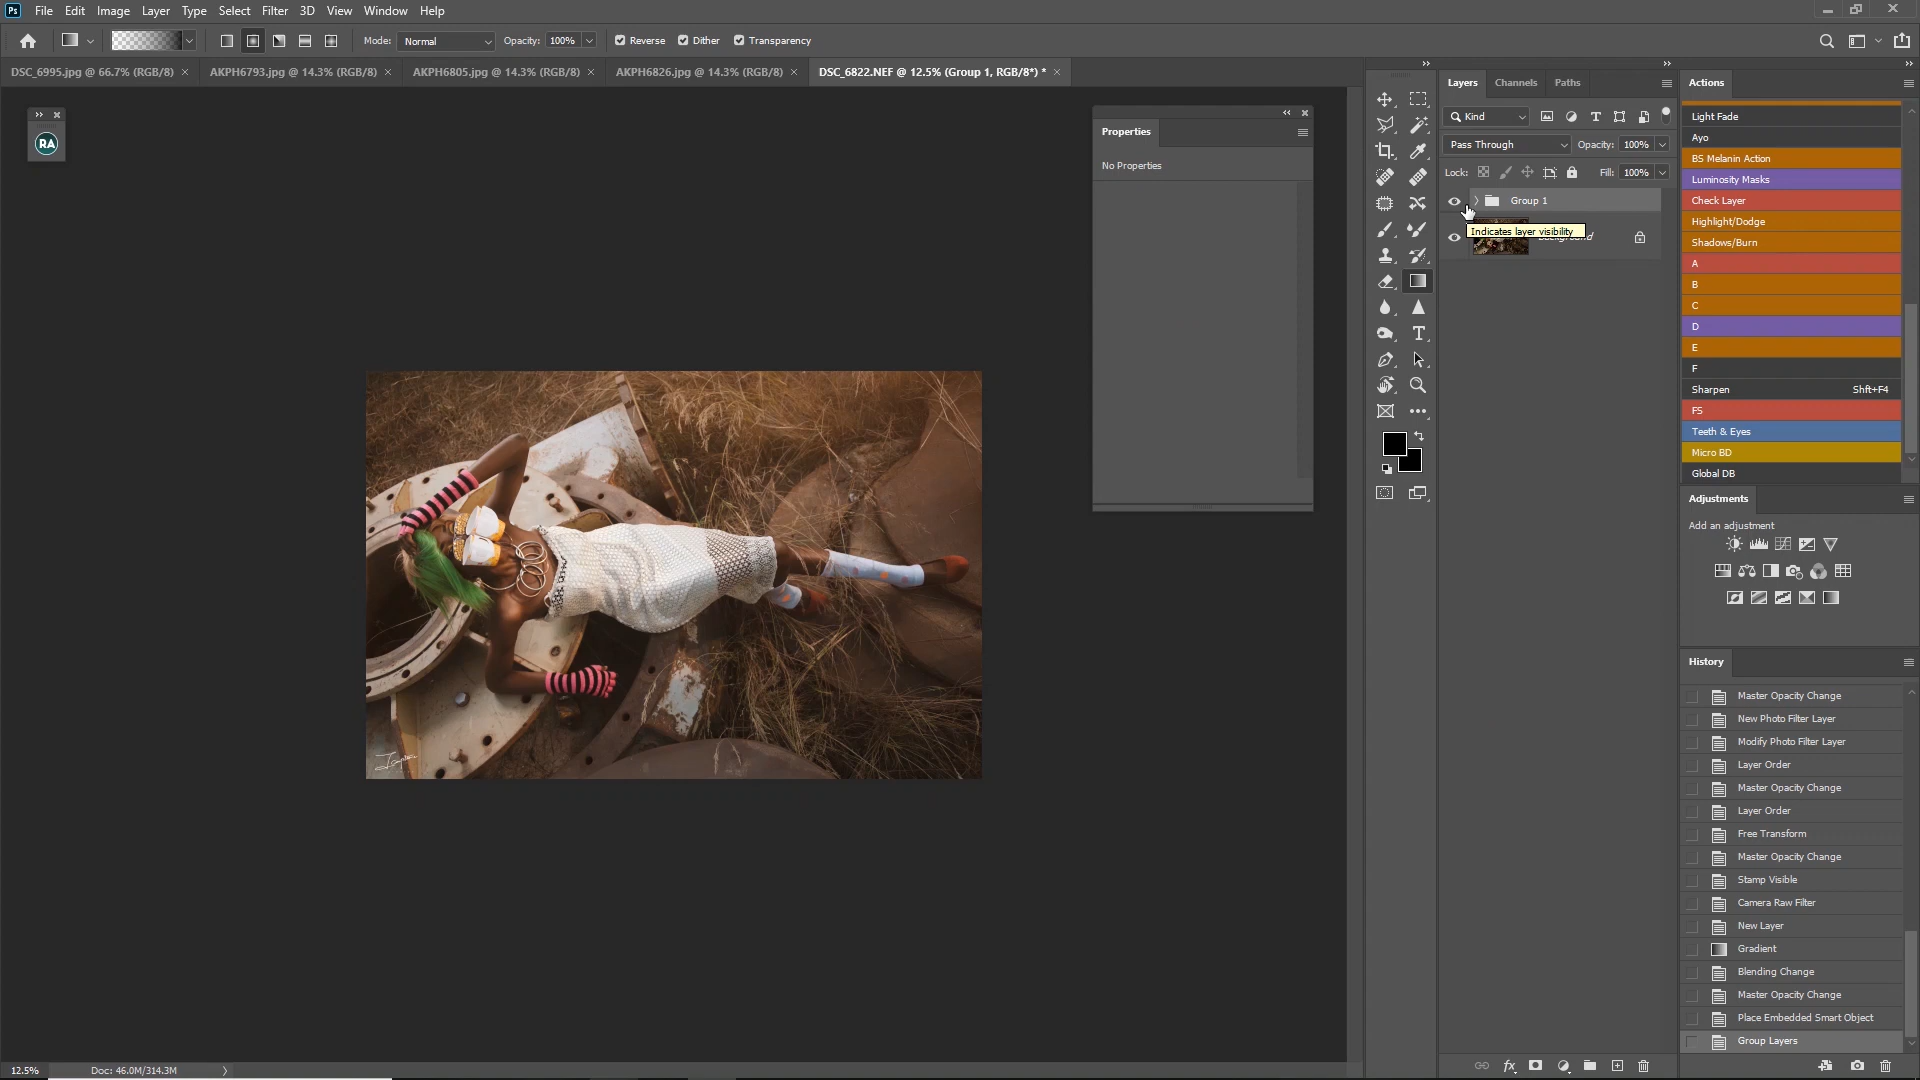 Ps File Edit Image Layer Type Select Filter 3D View Window Help
Mode: Normal Opacity: 100% Reverse Dither Transparency
DSC_6995.jpg @ 66.7% (RGB/8) × AKPH6793.jpg @ 14.3% (RGB/8) × AKPH6805.jpg @ 14.3% (RGB/8) × AKPH6826.jpg @ 14.3% (RGB/8) × DSC_6822.NEF @ 12.5% (Group 1, RGB/8*) * ×
RA
Properties
No Properties
Layers Channels Paths
Kind
Pass Through Opacity: 100%
Lock: Fill: 100%
Group 1
Indicates layer visibility
Background
Actions
Light Fade
Ayo
BS Melanin Action
Luminosity Masks
Check Layer
Highlight/Dodge
Shadows/Burn
A
B
C
D
E
F
Sharpen Shft+F4
FS
Teeth & Eyes
Micro BD
Global DB
Adjustments
Add an adjustment
History
Master Opacity Change
New Photo Filter Layer
Modify Photo Filter Layer
Layer Order
Master Opacity Change
Layer Order
Free Transform
Master Opacity Change
Stamp Visible
Camera Raw Filter
New Layer
Gradient
Blending Change
Master Opacity Change
Place Embedded Smart Object
Group Layers
12.5% Doc: 46.0M/314.3M
fx